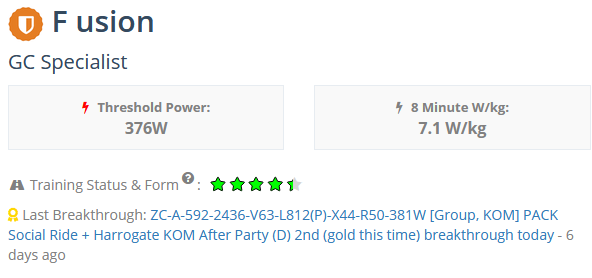 F usion
GC Specialist
Threshold Power:
376W
8 Minute W/kg:
7.1 W/kg
Training Status & Form ? :
Last Breakthrough: ZC-A-592-2436-V63-L812(P)-X44-R50-381W [Group, KOM] PACK
Social Ride + Harrogate KOM After Party (D) 2nd (gold this time) breakthrough today - 6
days ago